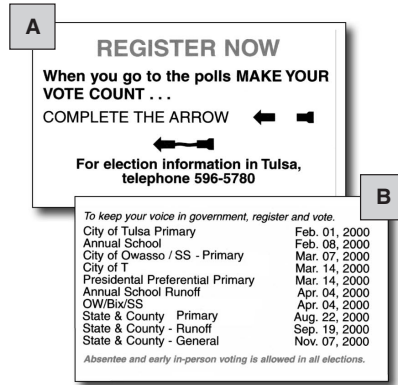 A
REGISTER NOW
When you go to the polls MAKE YOUR
VOTE COUNT . . .
COMPLETE THE ARROW
For election information in Tulsa,
telephone 596-5780
B
To keep your voice in government, register and vote.
City of Tulsa Primary Feb. 01, 2000
Annual School Feb. 08, 2000
City of Owasso / SS - Primary Mar. 07, 2000
City of T Mar. 14, 2000
Presidential Preferential Primary Mar. 14, 2000
Annual School Runoff Apr. 04, 2000
OW/Bix/SS Apr. 04, 2000
State & County Primary Aug. 22, 2000
State & County - Runoff Sep. 19, 2000
State & County - General Nov. 07, 2000
Absentee and early in-person voting is allowed in all elections.